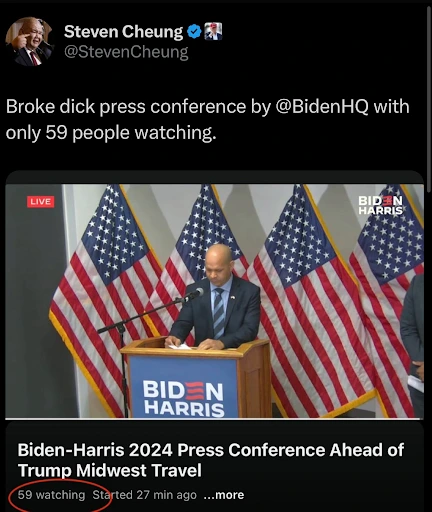 Steven Cheung
@StevenCheung
Broke dick press conference by @BidenHQ with
only 59 people watching.
LIVE
BIDEN
HARRIS
BIDEN
HARRIS
Biden-Harris 2024 Press Conference Ahead of
Trump Midwest Travel
59 watching Started 27 min ago ...more